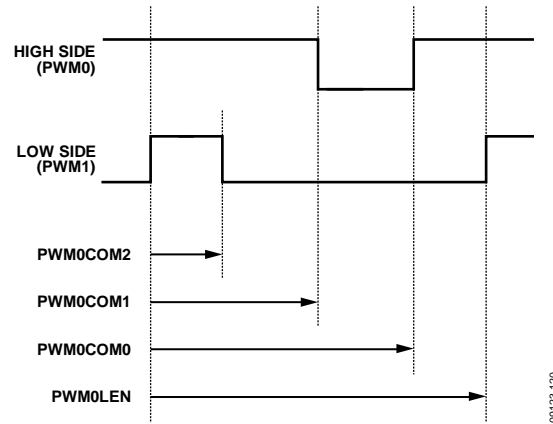 HIGH SIDE
(PWM0)
LOW SIDE
(PWM1)
PWM0COM2
PWM0COM1
PWM0COM0
PWM0LEN